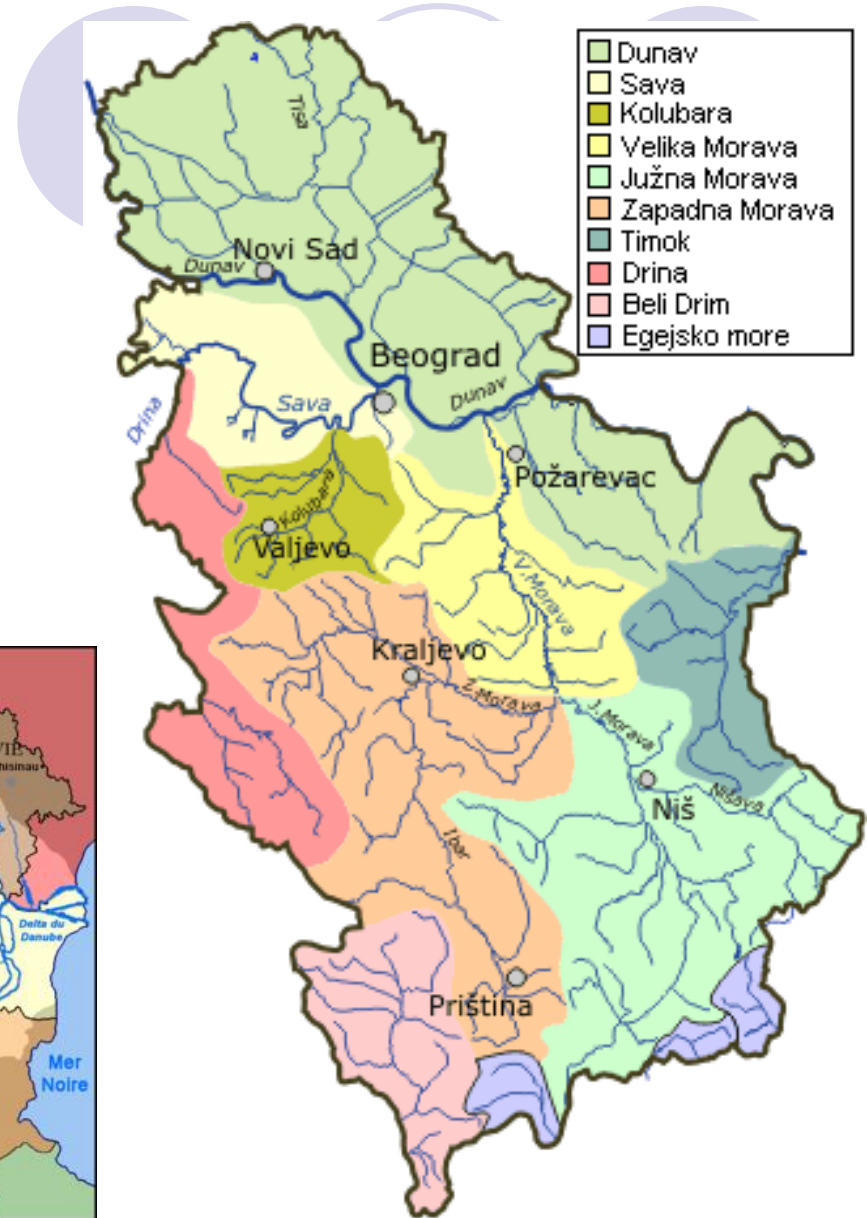 Dunav
Sava
Kolubara
Velika Morava
Južna Morava
Zapadna Morava
Timok
Drina
Beli Drim
Egejsko more
Tisa
Novi Sad
Dunav
Beograd
Dunav
Sava
Drina
Požarevac
Kolubara
Valjevo
V.Morava
Kraljevo
Z.Morava
J.Morava
Niš
Nišava
Ibar
Priština
Delta du
Danube
Mer
Noire